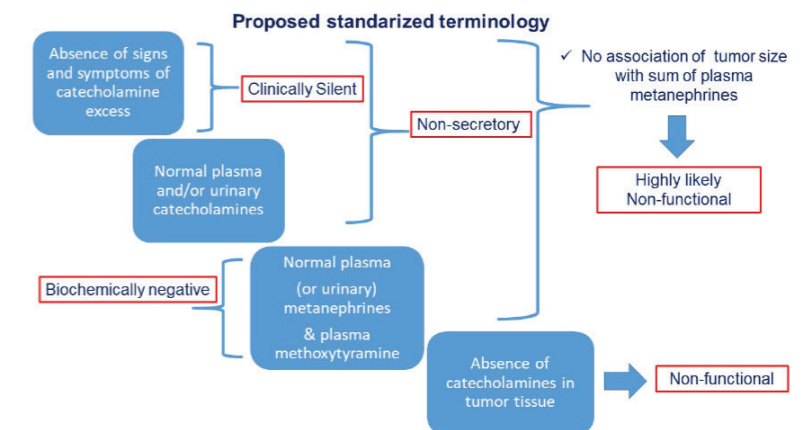 Proposed standarized terminology
Absence of signs
and symptoms of
catecholamine
excess
Clinically Silent
Normal plasma
and/or urinary
catecholamines
Non-secretory
✓ No association of tumor size
with sum of plasma
metanephrines
Highly likely
Non-functional
Biochemically negative
Normal plasma
(or urinary)
metanephrines
& plasma
methoxytyramine
Absence of
catecholamines in
tumor tissue
Non-functional